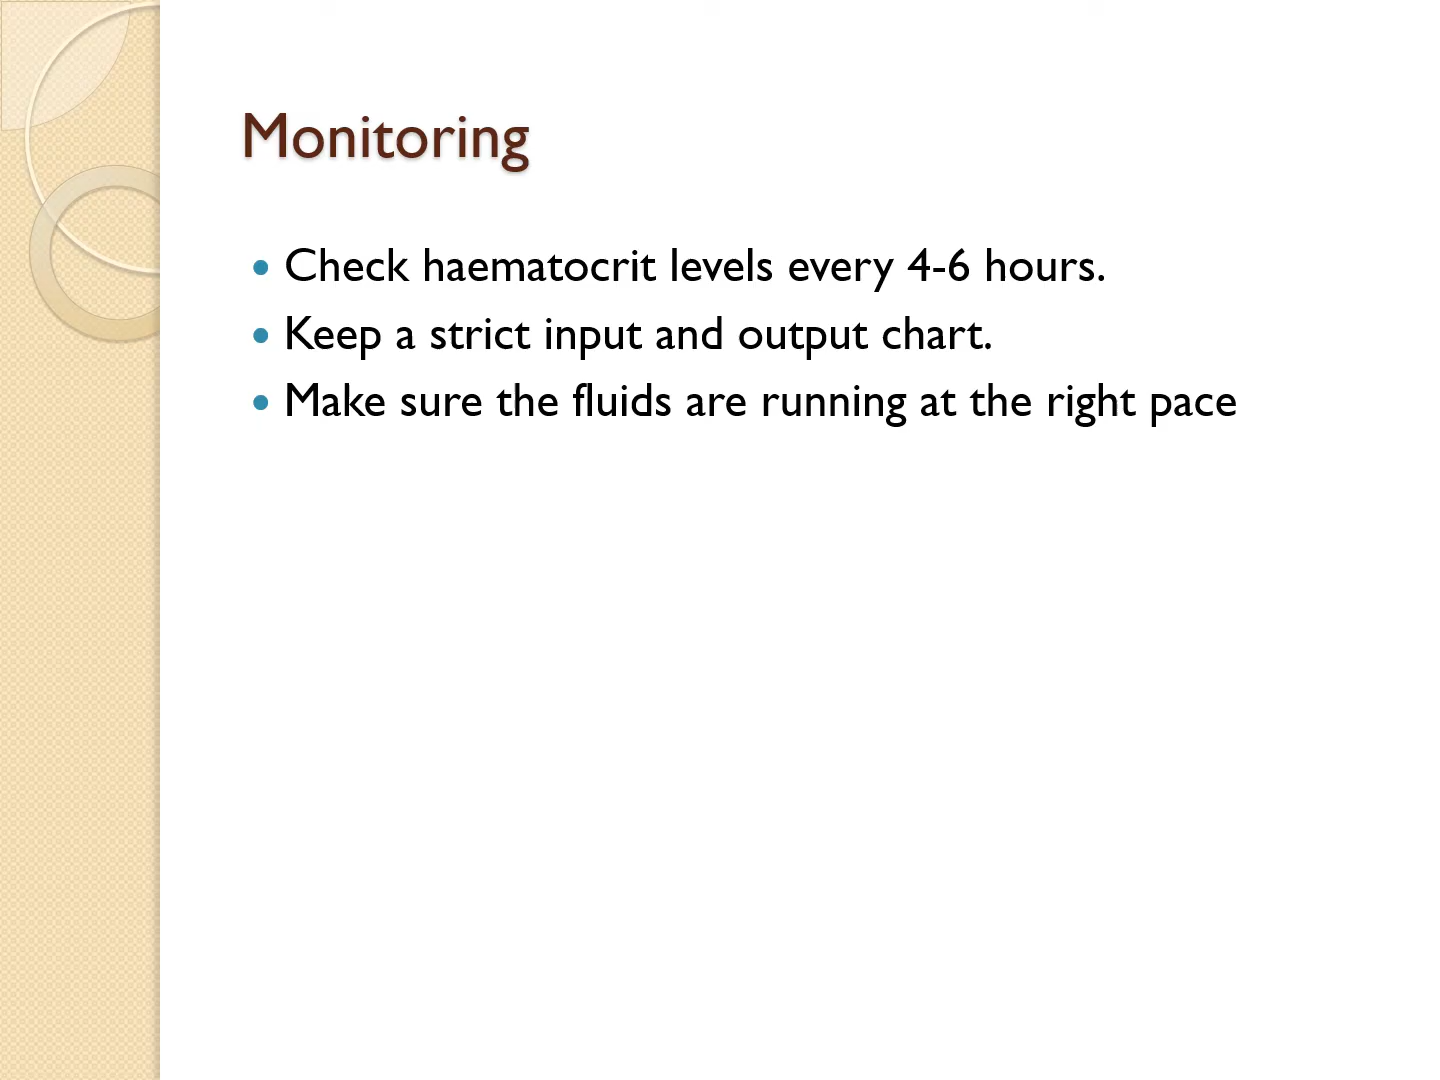 Monitoring
• Check haematocrit levels every 4-6 hours.
• Keep a strict input and output chart.
• Make sure the fluids are running at the right pace